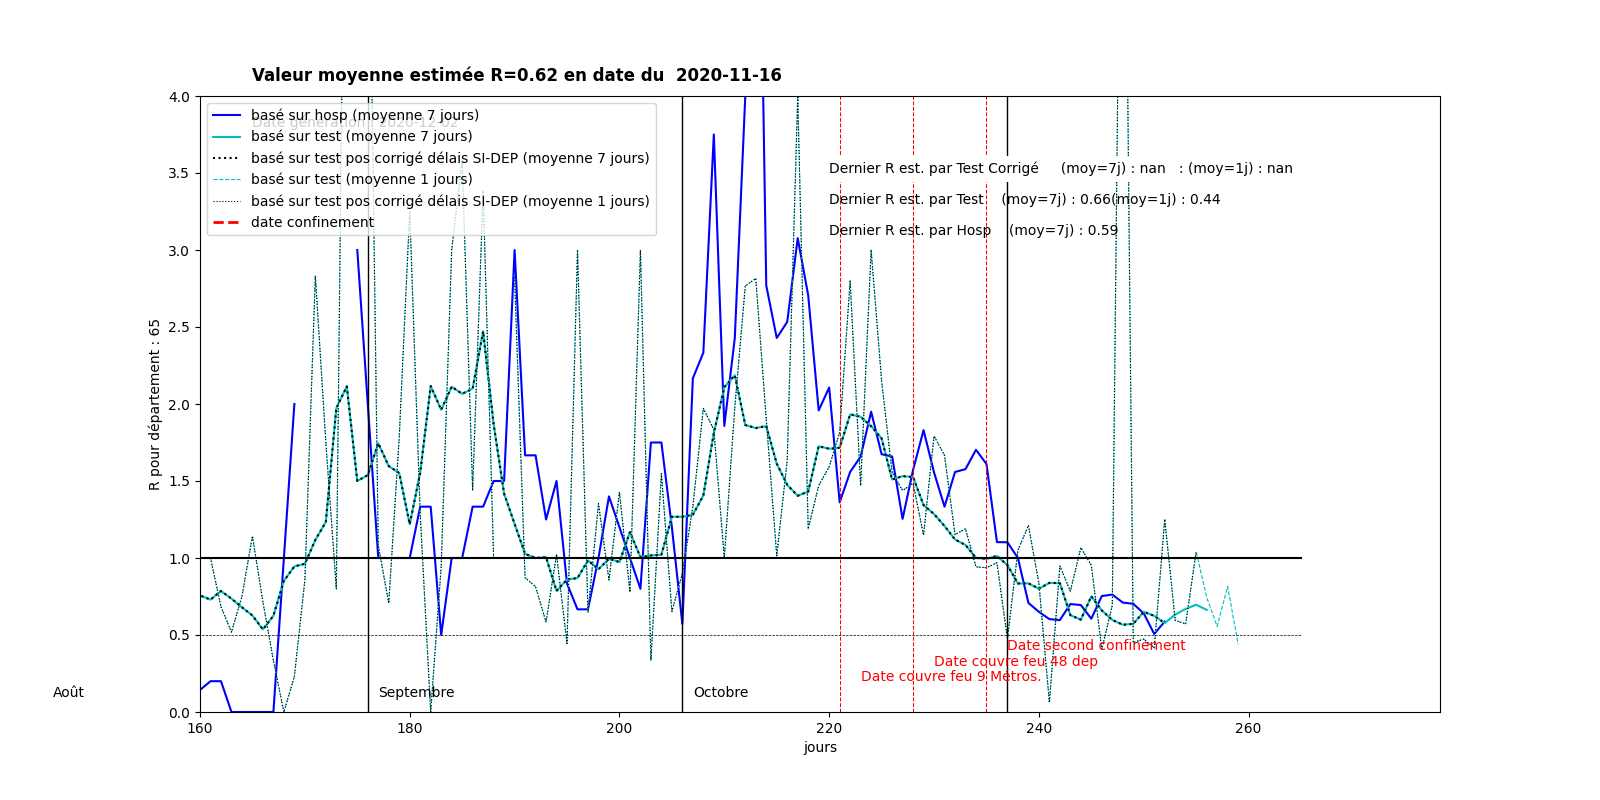 Valeur moyenne estimée R=0.62 en date du  2020-11-16
Date génération : 2020-12-02
basé sur hosp (moyenne 7 jours)
basé sur test (moyenne 7 jours)
basé sur test pos corrigé délais SI-DEP (moyenne 7 jours)
basé sur test (moyenne 1 jours)
basé sur test pos corrigé délais SI-DEP (moyenne 1 jours)
date confinement
Dernier R est. par Test Corrigé     (moy=7j) : nan   : (moy=1j) : nan
Dernier R est. par Test    (moy=7j) : 0.66(moy=1j) : 0.44
Dernier R est. par Hosp    (moy=7j) : 0.59
R pour département : 65
4.0
3.5
3.0
2.5
2.0
1.5
1.0
0.5
0.0
Date second confinement
Date couvre feu 48 dep
Date couvre feu 9 Métros.
Août
Septembre
Octobre
160
180
200
220
240
260
jours